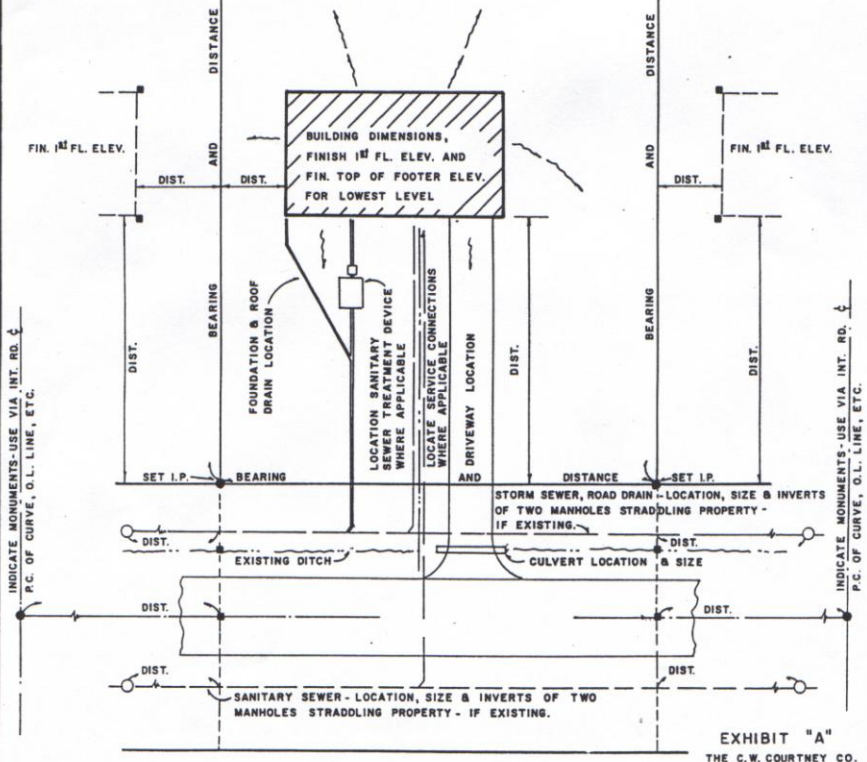 DISTANCE
AND
BEARING
DISTANCE
AND
BEARING
FIN. 1st FL. ELEV.
DIST.
DIST.
BUILDING DIMENSIONS,
FINISH 1st FL. ELEV. AND
FIN. TOP OF FOOTER ELEV.
FOR LOWEST LEVEL
FIN. 1st FL. ELEV.
DIST.
DIST.
FOUNDATION & ROOF
DRAIN LOCATION
LOCATION SANITARY
SEWER TREATMENT DEVICE
WHERE APPLICABLE
LOCATE SERVICE CONNECTIONS
WHERE APPLICABLE
DRIVEWAY LOCATION
DIST.
DIST.
INDICATE MONUMENTS-USE VIA INT. RD. ℄
P.C. OF CURVE, O.L. LINE, ETC.
INDICATE MONUMENTS-USE VIA INT. RD. ℄
P.C. OF CURVE, O.L. LINE, ETC.
SET I.P. BEARING AND DISTANCE SET I.P.
STORM SEWER, ROAD DRAIN - LOCATION, SIZE & INVERTS
OF TWO MANHOLES STRADDLING PROPERTY -
IF EXISTING.
DIST.
DIST.
EXISTING DITCH
CULVERT LOCATION & SIZE
DIST.
DIST.
DIST.
DIST.
SANITARY SEWER - LOCATION, SIZE & INVERTS OF TWO
MANHOLES STRADDLING PROPERTY - IF EXISTING.
EXHIBIT "A"
THE C.W. COURTNEY CO.